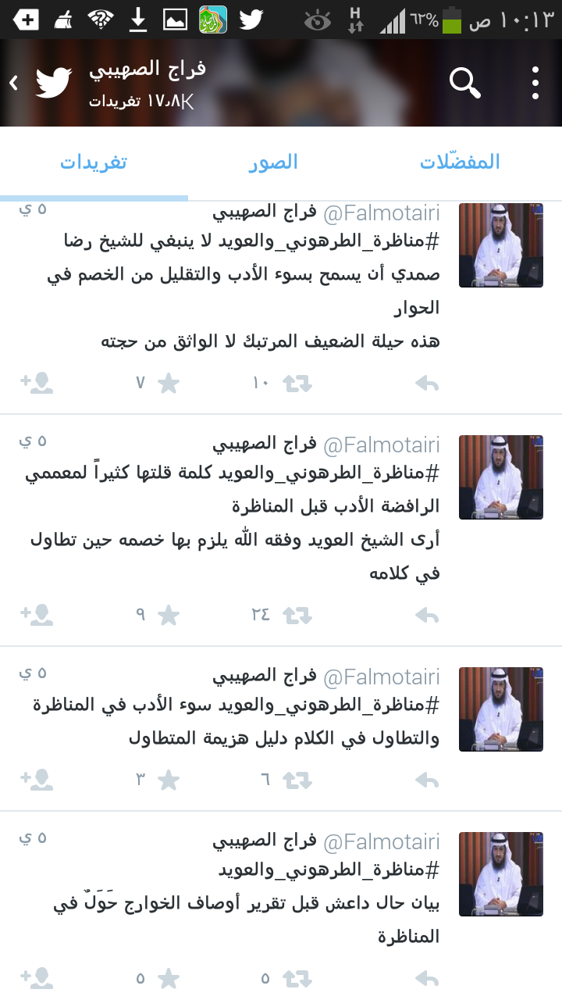 ١٠:١٣ ص ٦٢% H
فراج الصهيبي
١٧٫٨K تغريدات
المفضّلات الصور تغريدات
فراج الصهيبي @Falmotairi ٥ ي
#مناظرة_الطرهوني_والعويد لا ينبغي للشيخ رضا
صمدي أن يسمح بسوء الأدب والتقليل من الخصم في
الحوار
هذه حيلة الضعيف المرتبك لا الواثق من حجته
١٠ ٧
فراج الصهيبي @Falmotairi ٥ ي
#مناظرة_الطرهوني_والعويد كلمة قلتها كثيراً لمعممي
الرافضة الأدب قبل المناظرة
أرى الشيخ العويد وفقه الله يلزم بها خصمه حين تطاول
في كلامه
٢٤ ٩
فراج الصهيبي @Falmotairi ٥ ي
#مناظرة_الطرهوني_والعويد سوء الأدب في المناظرة
والتطاول في الكلام دليل هزيمة المتطاول
٦ ٣
فراج الصهيبي @Falmotairi ٥ ي
#مناظرة_الطرهوني_والعويد
بيان حال داعش قبل تقرير أوصاف الخوارج حَوَلٌ في
المناظرة
٥ ٥